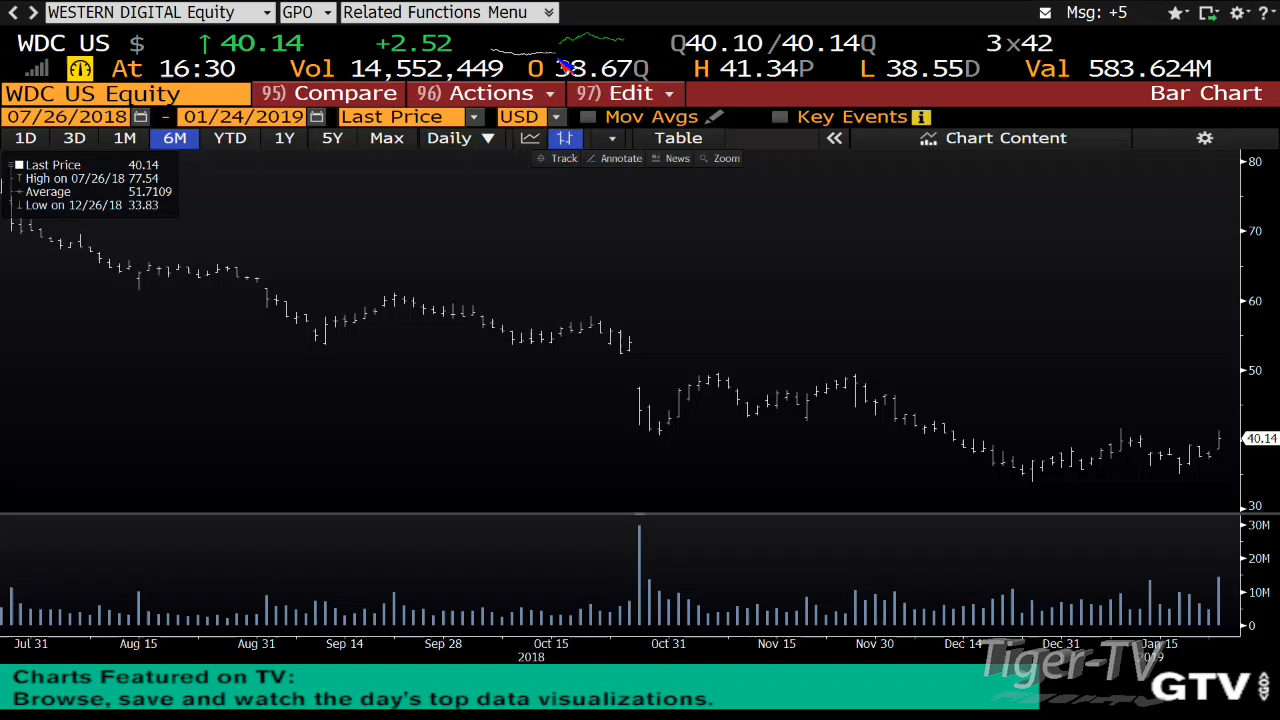 WESTERN DIGITAL Equity GPO Related Functions Menu Msg: +5 ?
WDC US $ ↑ 40.14 +2.52 Q40.10 / 40.14Q 3 x 42
At 16:30 Vol 14,552,449 O 38.67Q H 41.34P L 38.55D Val 583.624M
WDC US Equity 95) Compare 96) Actions 97) Edit Bar Chart
07/26/2018 - 01/24/2019 Last Price USD Mov Avgs Key Events i
1D 3D 1M 6M YTD 1Y 5Y Max Daily ▼ Table « Chart Content
Track Annotate News Zoom
Last Price 40.14
High on 07/26/18 77.54
Average 51.7109
Low on 12/26/18 33.83
80
70
60
50
40.14
30
30M
20M
10M
0
Jul 31 Aug 15 Aug 31 Sep 14 Sep 28 Oct 15 Oct 31 Nov 15 Nov 30 Dec 14 Dec 31 Jan 15
2018 2019
Tiger-TV
GTV
Charts Featured on TV:
Browse, save and watch the day's top data visualizations.